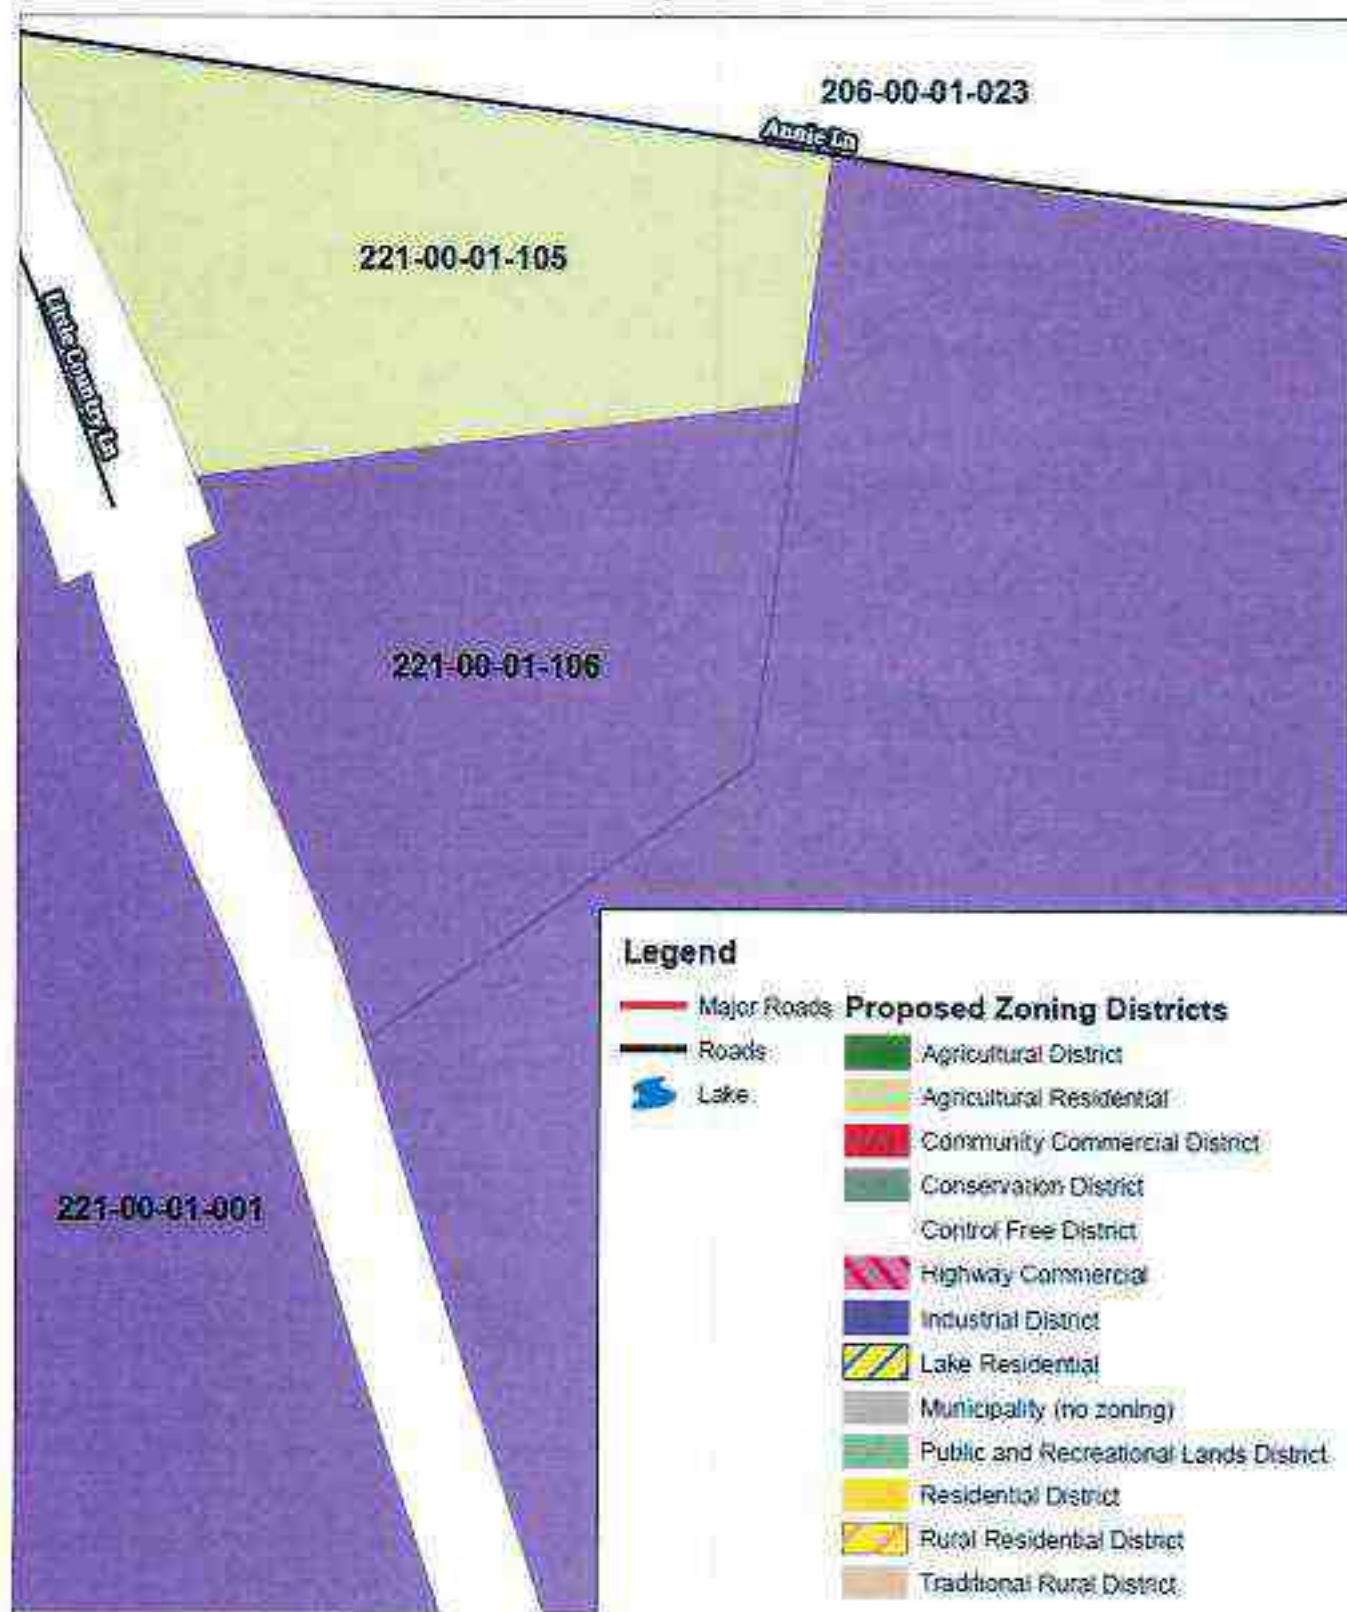 206-00-01-023
Annie Ln
221-00-01-105
Little Country Ln
221-00-01-106
221-00-01-001
Legend
Major Roads
Roads
Lake
Proposed Zoning Districts
Agricultural District
Agricultural Residential
Community Commercial District
Conservation District
Control Free District
Highway Commercial
Industrial District
Lake Residential
Municipality (no zoning)
Public and Recreational Lands District
Residential District
Rural Residential District
Traditional Rural District